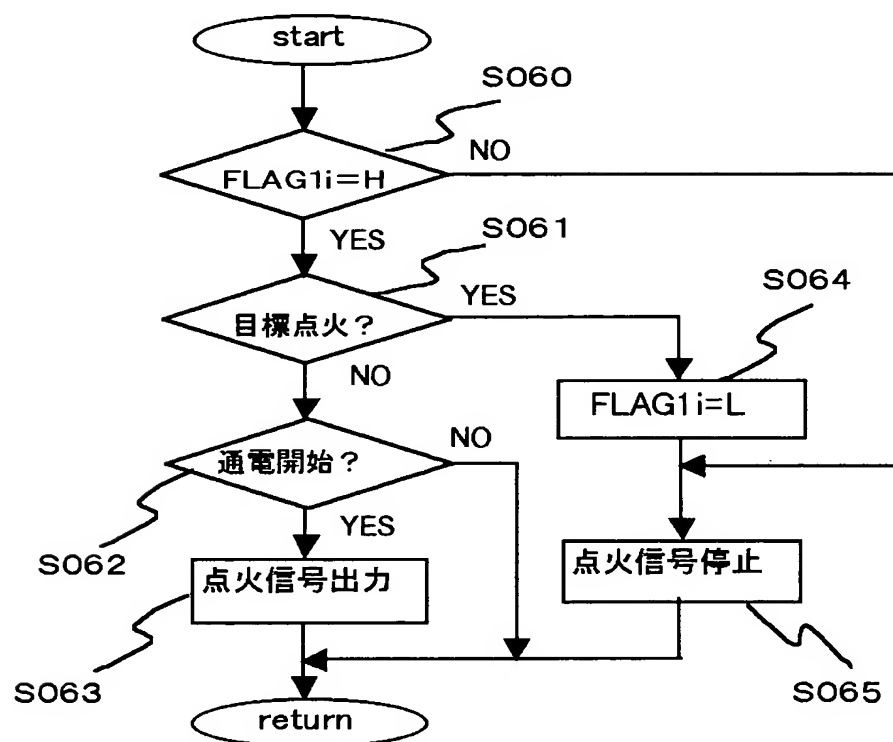 start
S060
FLAG1i=H
NO
YES
S061
目標点火?
YES
S064
NO
FLAG1i=L
通電開始?
NO
S062
YES
点火信号出力
点火信号停止
S063
S065
return